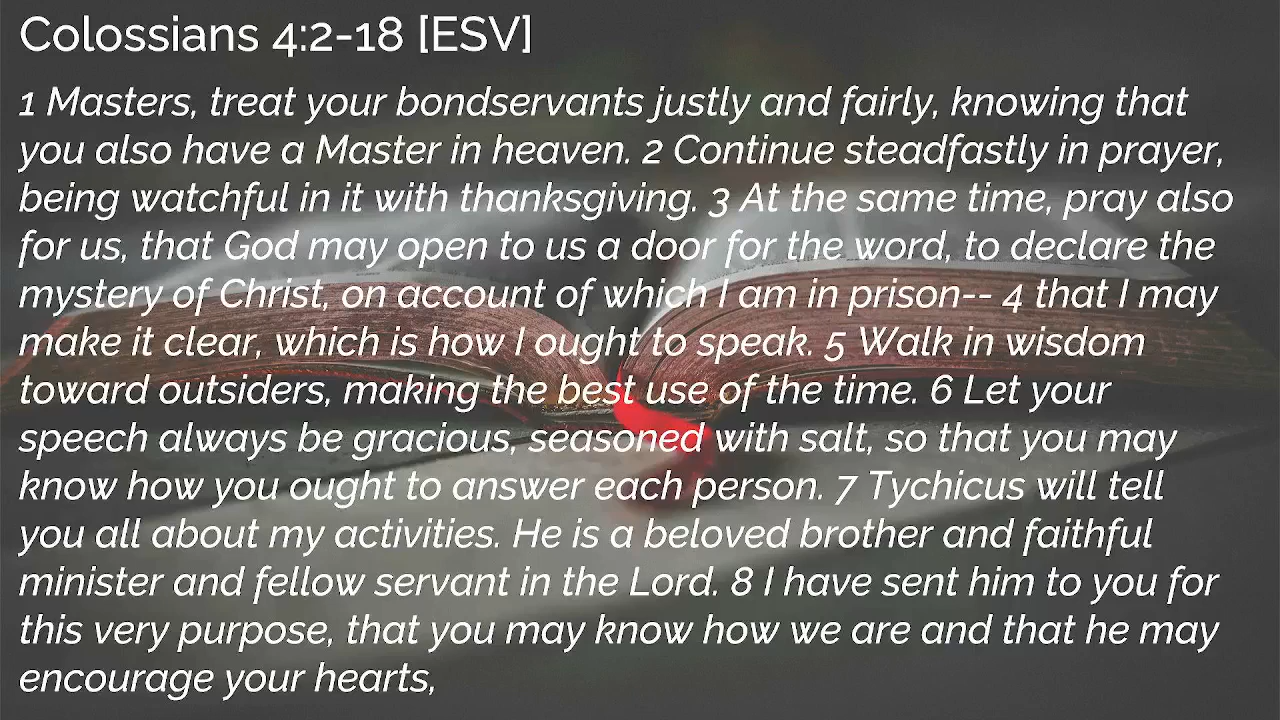 Colossians 4:2-18 [ESV]
1 Masters, treat your bondservants justly and fairly, knowing that
you also have a Master in heaven. 2 Continue steadfastly in prayer,
being watchful in it with thanksgiving. 3 At the same time, pray also
for us, that God may open to us a door for the word, to declare the
mystery of Christ, on account of which I am in prison-- 4 that I may
make it clear, which is how I ought to speak. 5 Walk in wisdom
toward outsiders, making the best use of the time. 6 Let your
speech always be gracious, seasoned with salt, so that you may
know how you ought to answer each person. 7 Tychicus will tell
you all about my activities. He is a beloved brother and faithful
minister and fellow servant in the Lord. 8 I have sent him to you for
this very purpose, that you may know how we are and that he may
encourage your hearts,